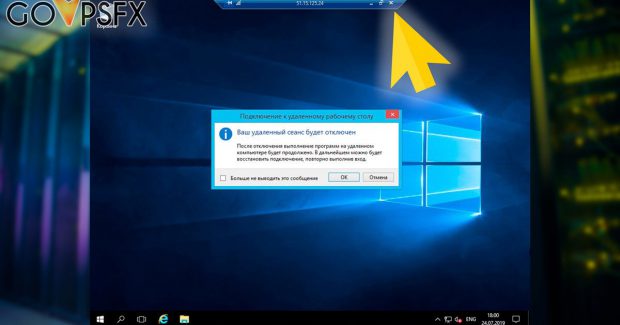 GOVPSFX
51.15.123.24
Подключение к удаленному рабочему столу
Ваш удаленный сеанс будет отключен
После отключения выполнение программ на удаленном
компьютере будет продолжено. В дальнейшем можно будет
восстановить подключение, повторно выполнив вход.
Больше не выводить это сообщение
ОК
Отмена
ENG
18:00
24.07.2019